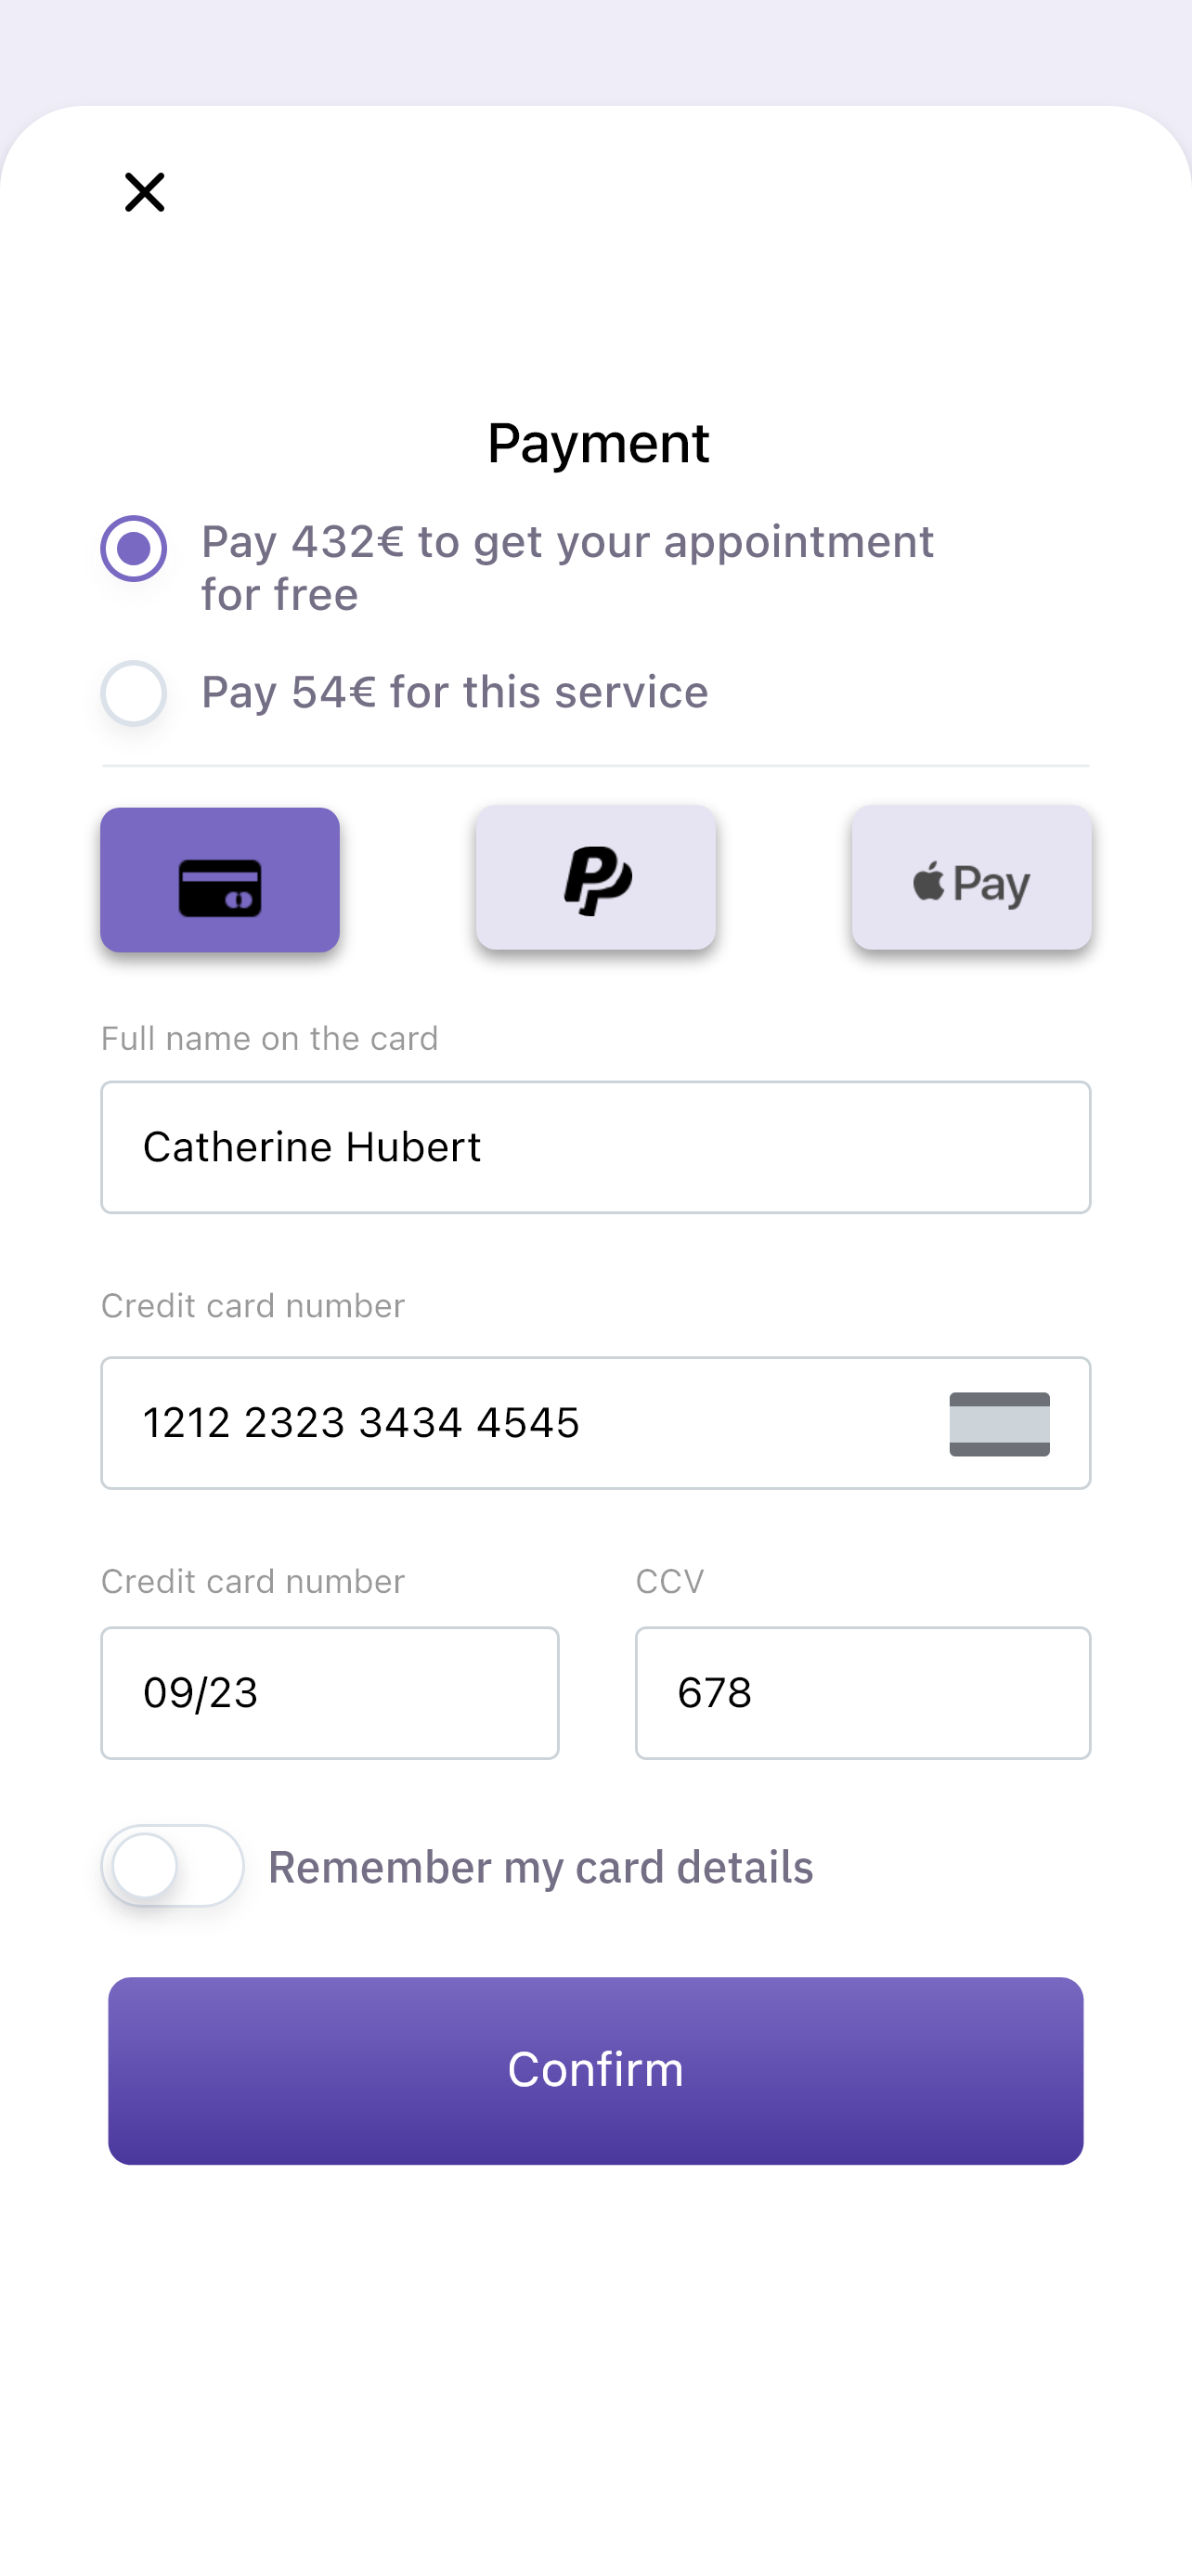 Payment
Pay 432€ to get your appointment
for free
Pay 54€ for this service
Pay
Full name on the card
Catherine Hubert
Credit card number
1212 2323 3434 4545
Credit card number
CCV
09/23
678
Remember my card details
Confirm